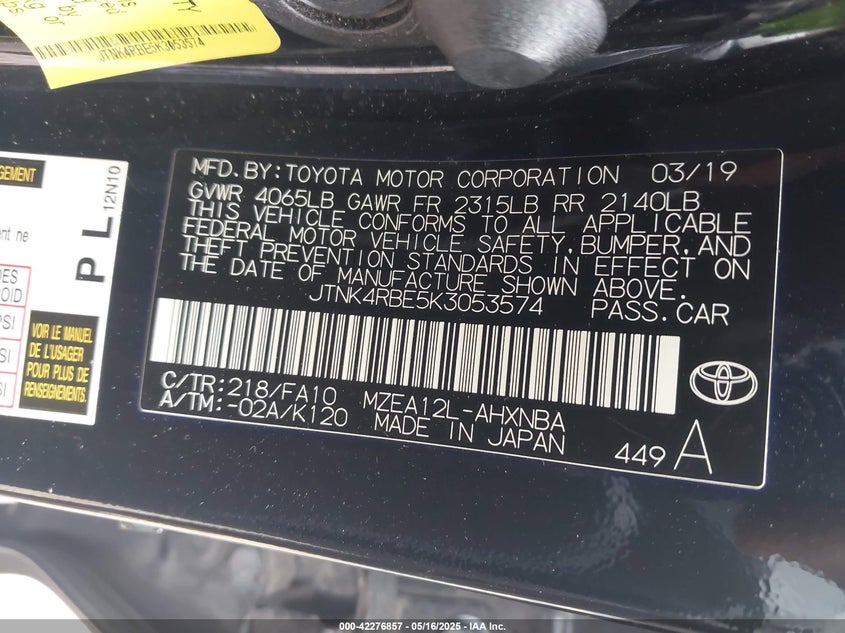 JTNK4RBE5K3053574
MFD.BY:TOYOTA MOTOR CORPORATION 03/19
GVWR 4065LB GAWR FR 2315LB RR 2140LB
THIS VEHICLE CONFORMS TO ALL APPLICABLE
FEDERAL MOTOR VEHICLE SAFETY,BUMPER,AND
THEFT PREVENTION STANDARDS IN EFFECT ON
THE DATE OF MANUFACTURE SHOWN ABOVE.
JTNK4RBE5K3053574 PASS.CAR
C/TR:218/FA10 MZEA12L-AHXNBA
A/TM:-02A/K120 MADE IN JAPAN
449 A
PL
12N10
ent ne
VOIR LE MANUEL
DE L'USAGER
POUR PLUS DE
RENSEIGNEMENTS.
000-42276857 - 05/16/2025 - IAA, Inc.